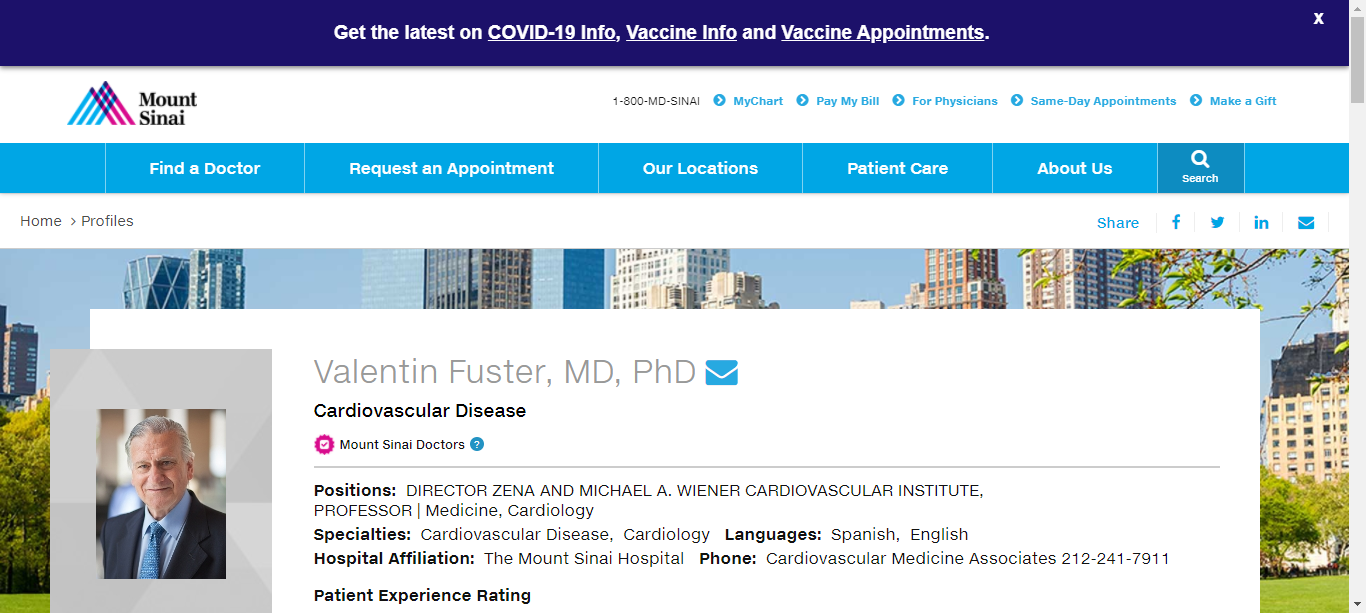 Get the latest on COVID-19 Info, Vaccine Info and Vaccine Appointments.
X
Mount
Sinai
1-800-MD-SINAI MyChart Pay My Bill For Physicians Same-Day Appointments Make a Gift
Find a Doctor Request an Appointment Our Locations Patient Care About Us Search
Home > Profiles
Share
Valentin Fuster, MD, PhD
Cardiovascular Disease
Mount Sinai Doctors ?
Positions: DIRECTOR ZENA AND MICHAEL A. WIENER CARDIOVASCULAR INSTITUTE,
PROFESSOR | Medicine, Cardiology
Specialties: Cardiovascular Disease, Cardiology Languages: Spanish, English
Hospital Affiliation: The Mount Sinai Hospital Phone: Cardiovascular Medicine Associates 212-241-7911
Patient Experience Rating